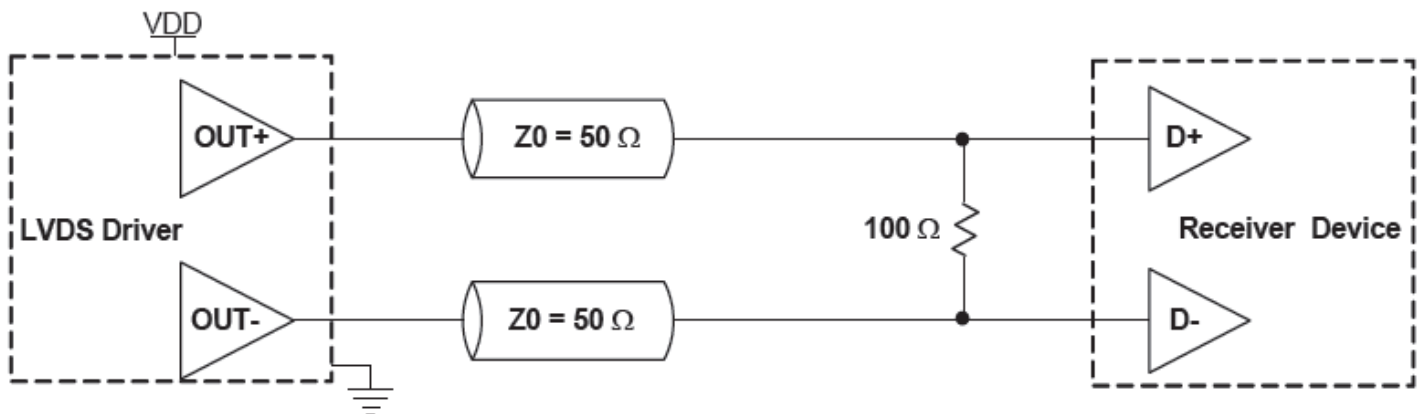 VDD
OUT+
Z0 = 50 Ω
D+
LVDS Driver
100 Ω
Receiver Device
OUT-
Z0 = 50 Ω
D-